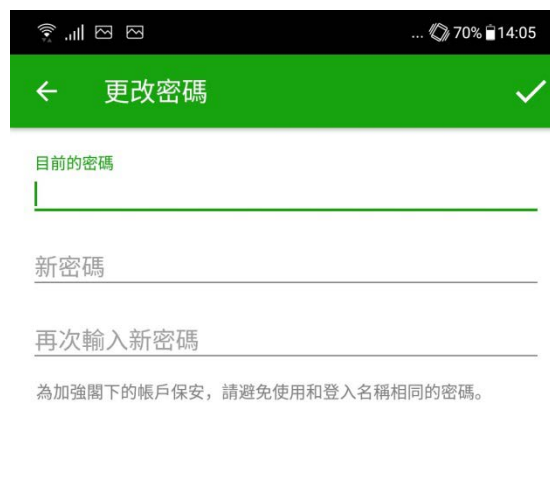 ... 70% 14:05
更改密碼
目前的密碼
新密碼
再次輸入新密碼
為加強閣下的帳戶保安，請避免使用和登入名稱相同的密碼。